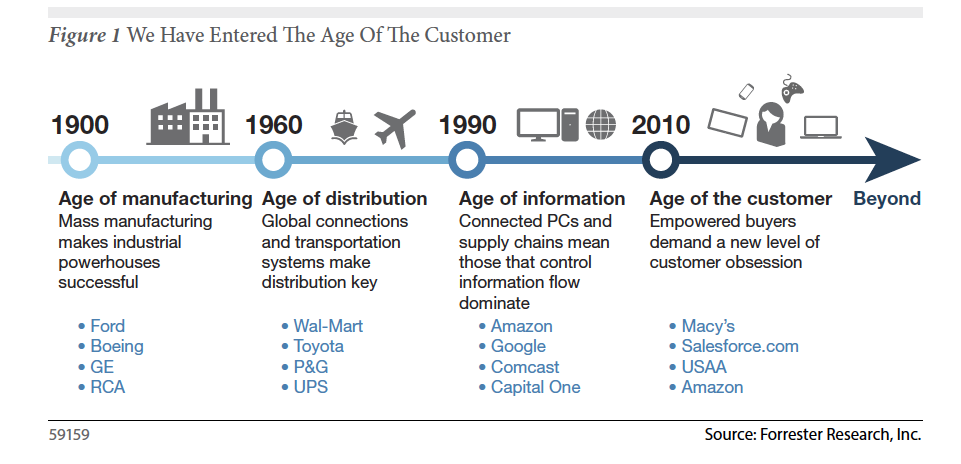 Figure 1 We Have Entered The Age Of The Customer
1900
1960
1990
2010
Age of manufacturing
Mass manufacturing
makes industrial
powerhouses
successful
• Ford
• Boeing
• GE
• RCA
Age of distribution
Global connections
and transportation
systems make
distribution key
• Wal-Mart
• Toyota
• P&G
• UPS
Age of information
Connected PCs and
supply chains mean
those that control
information flow
dominate
• Amazon
• Google
• Comcast
• Capital One
Age of the customer
Empowered buyers
demand a new level of
customer obsession
• Macy’s
• Salesforce.com
• USAA
• Amazon
Beyond
59159
Source: Forrester Research, Inc.